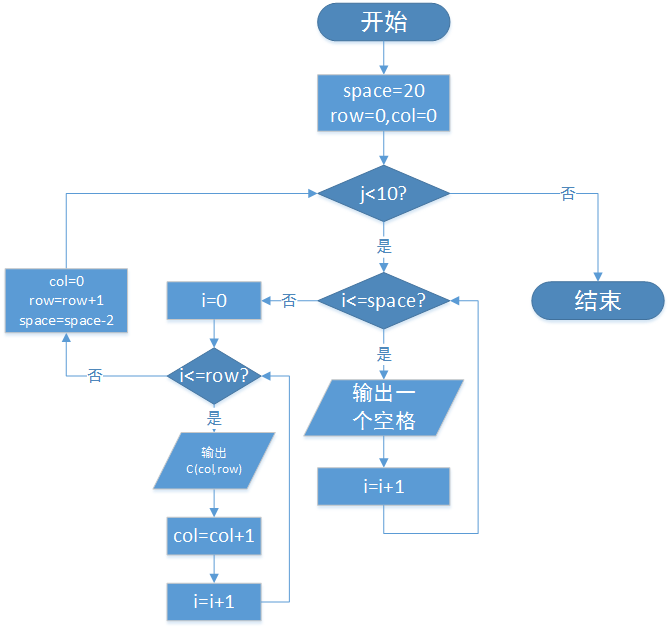 开始
space=20
row=0,col=0
j<10?
否
是
col=0
row=row+1
space=space-2
i=0
否
i<=space?
结束
否
i<=row?
是
是
输出一
个空格
输出
C(col,row)
i=i+1
col=col+1
i=i+1